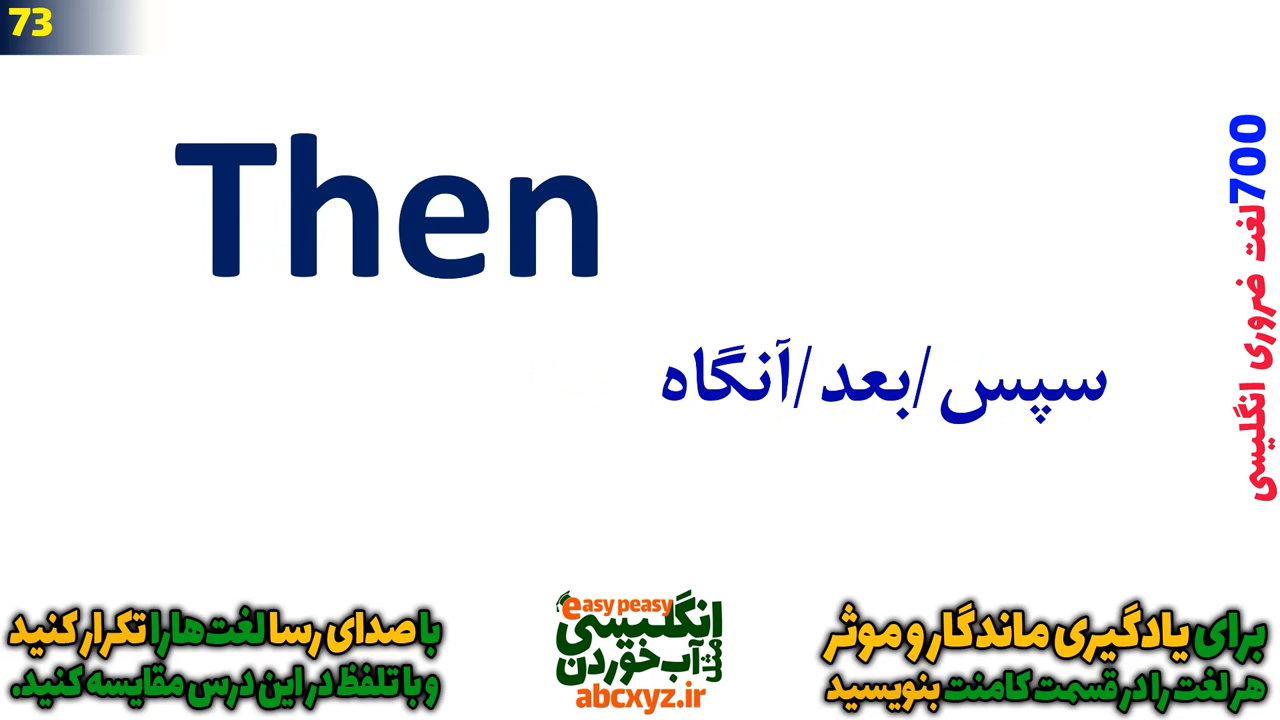 73
Then
سپس /بعد /آنگاه
700 لغت ضروری انگلیسی
برای یادگیری ماندگار و موثر
هر لغت را در قسمت کامنت بنویسید
easy peasy
انگلیسی
مثل آب خوردن
abcxyz.ir
با صدای رسا لغت‌ها را تکرار کنید
و با تلفظ در این درس مقایسه کنید.